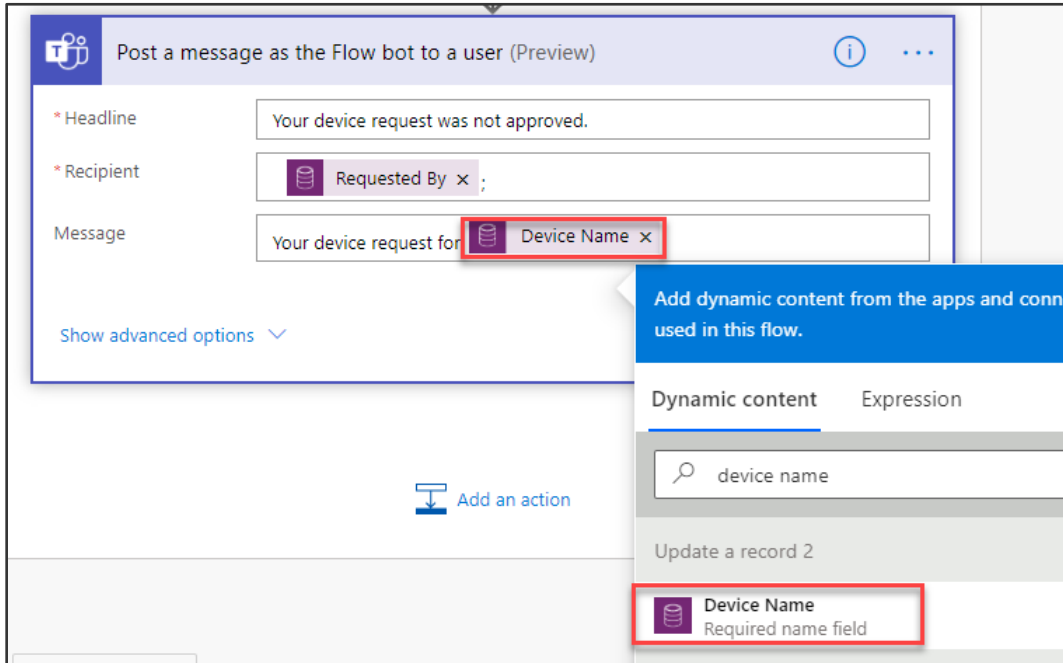 Post a message as the Flow bot to a user (Preview)
* Headline
Your device request was not approved.
* Recipient
Requested By × ;
Message
Your device request for Device Name ×
Show advanced options
Add dynamic content from the apps and conn
used in this flow.
Dynamic content Expression
device name
Add an action
Update a record 2
Device Name
Required name field